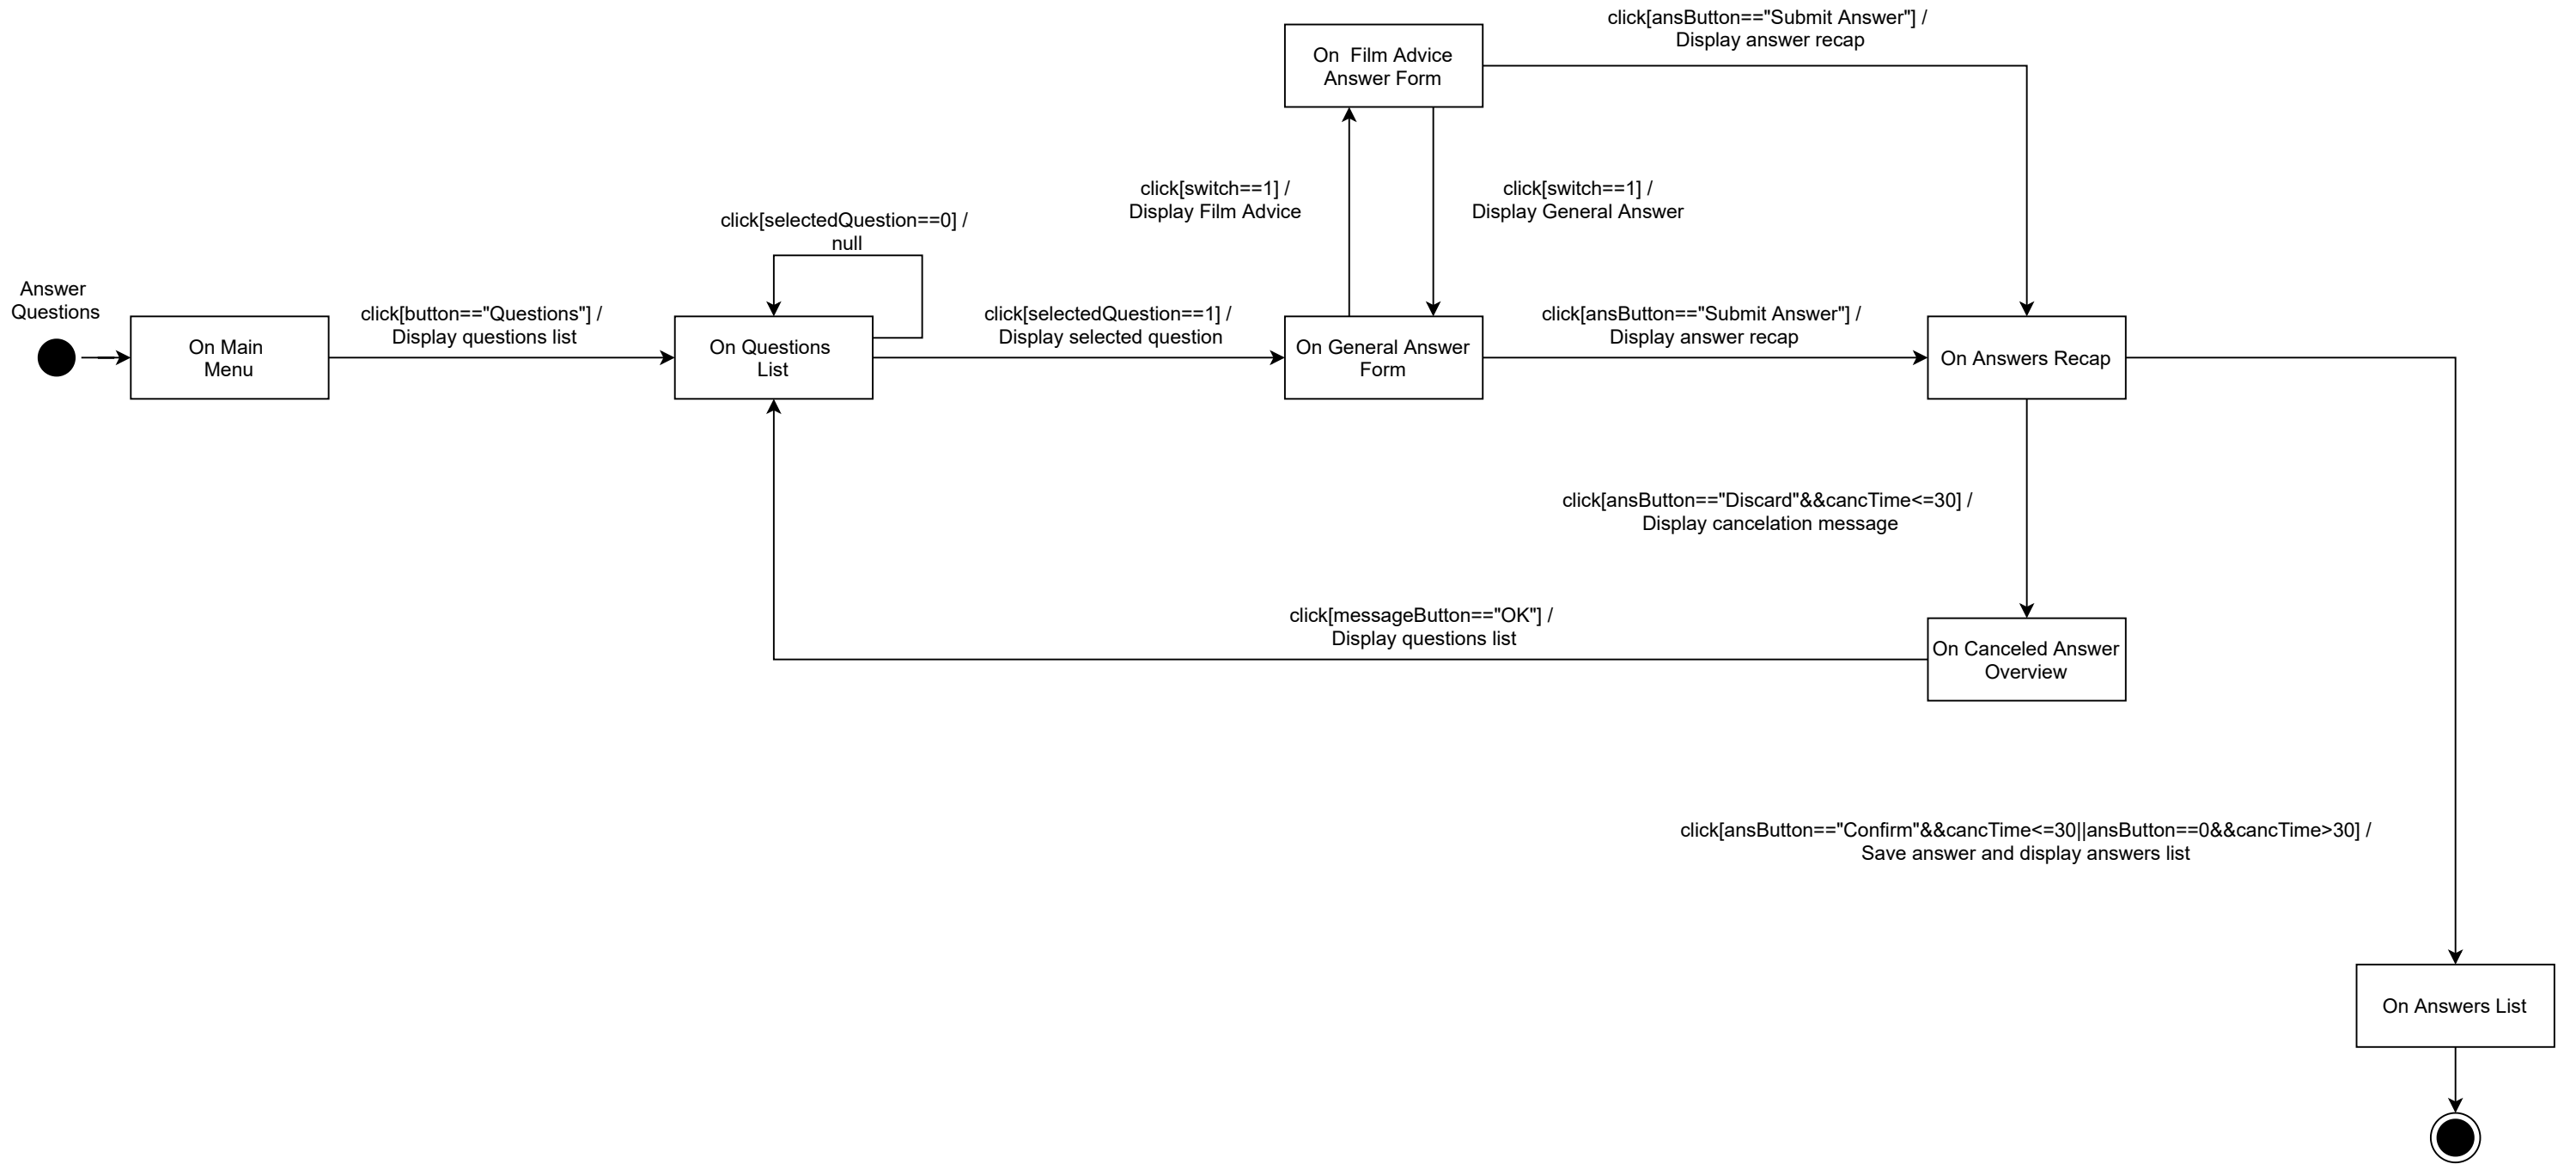 click[ansButton=="Submit Answer"] /
Display answer recap
On  Film Advice
Answer Form
click[switch==1] /
Display Film Advice
click[switch==1] /
Display General Answer
click[selectedQuestion==0] /
null
Answer
Questions
click[button=="Questions"] /
Display questions list
click[selectedQuestion==1] /
Display selected question
click[ansButton=="Submit Answer"] /
Display answer recap
On Main
Menu
On Questions
List
On General Answer
Form
On Answers Recap
click[ansButton=="Discard"&&cancTime<=30] /
Display cancelation message
click[messageButton=="OK"] /
Display questions list
On Canceled Answer
Overview
click[ansButton=="Confirm"&&cancTime<=30||ansButton==0&&cancTime>30] /
Save answer and display answers list
On Answers List